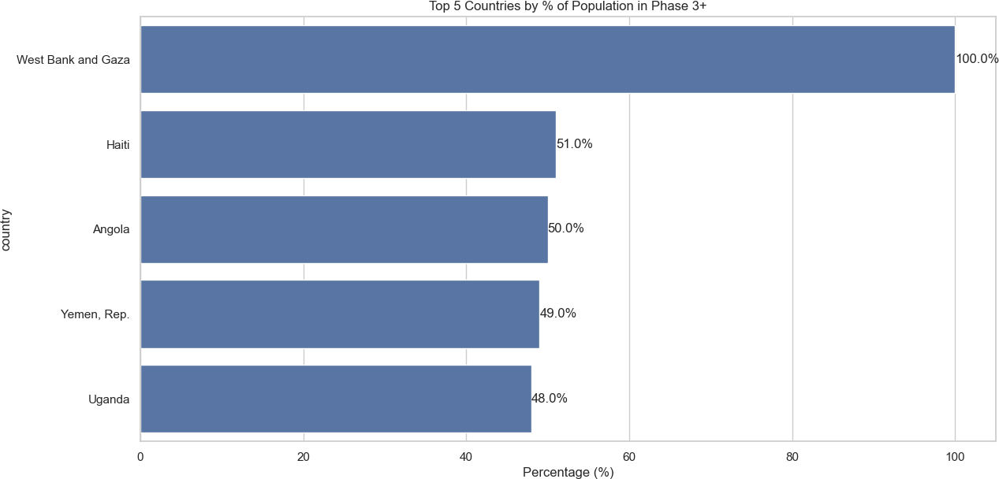 Top 5 Countries by % of Population in Phase 3+
West Bank and Gaza
100.0%
Haiti
51.0%
Angola
50.0%
Yemen, Rep.
49.0%
Uganda
48.0%
country
0 20 40 60 80 100
Percentage (%)